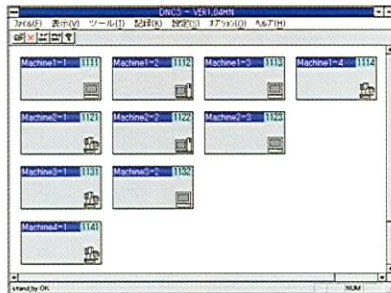 DNC3 - VER1.04HN
ファイル(F) 表示(V) ツール(T) 記録(K) 設定(S) オプション(O) ヘルプ(H)
Machine1-1 1111 Machine1-2 1112 Machine1-3 1113 Machine1-4 1114
Machine2-1 1121 Machine2-2 1122 Machine2-3 1123
Machine3-1 1131 Machine3-2 1132
Machine4-1 1141
stand,by OK NUM